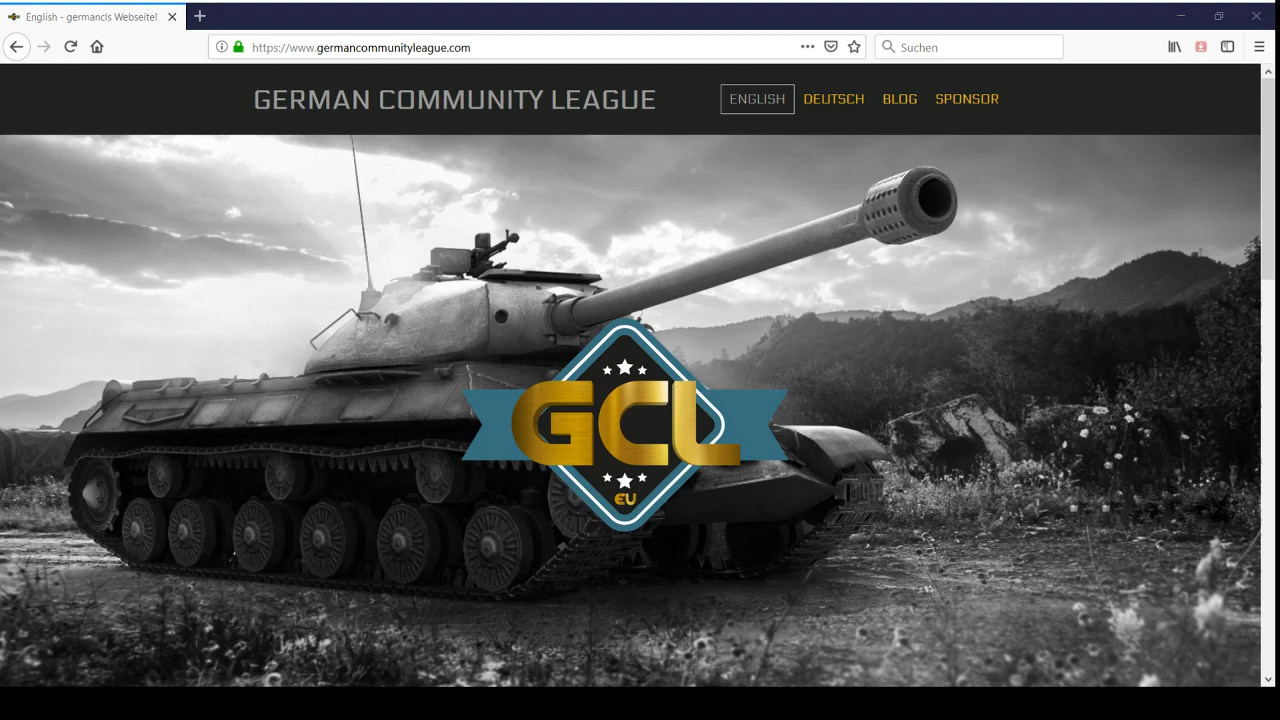 English - germancls Webseite!
https://www.germancommunityleague.com
Suchen
GERMAN COMMUNITY LEAGUE
ENGLISH DEUTSCH BLOG SPONSOR
GCL
EU